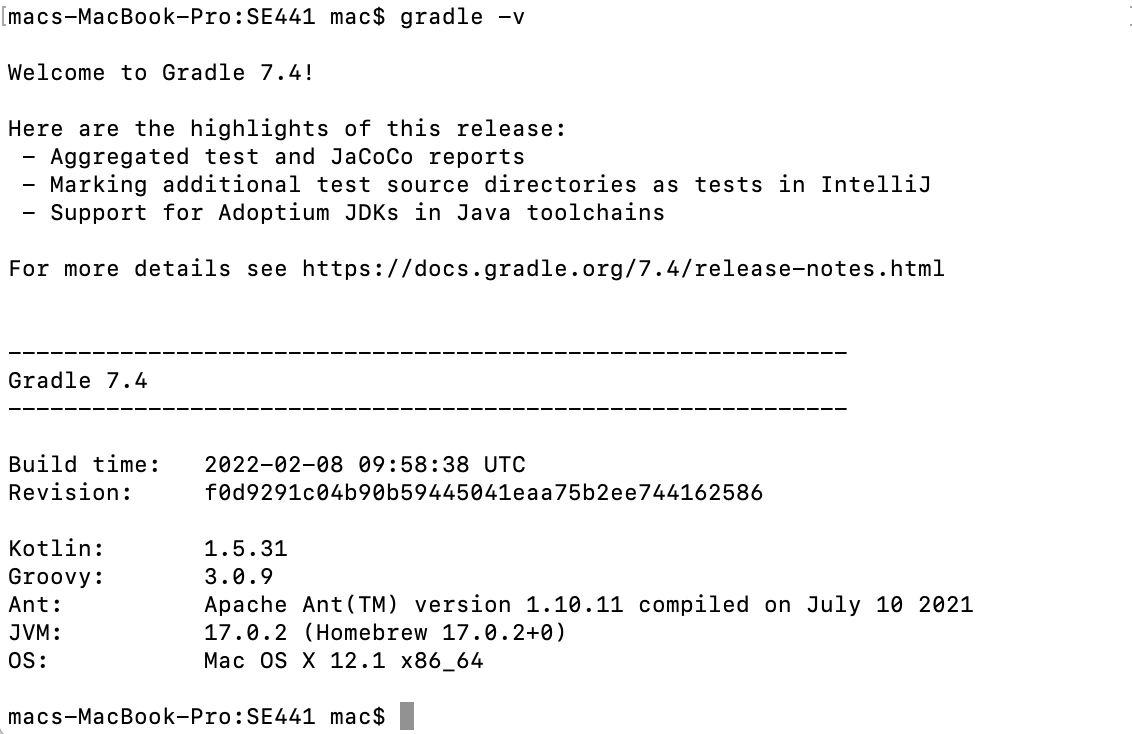 [macs-MacBook-Pro:SE441 mac$ gradle -v
Welcome to Gradle 7.4!
Here are the highlights of this release:
- Aggregated test and JaCoCo reports
- Marking additional test source directories as tests in IntelliJ
- Support for Adoptium JDKs in Java toolchains
For more details see https://docs.gradle.org/7.4/release-notes.html
------------------------------------------------------------
Gradle 7.4
------------------------------------------------------------
Build time: 2022-02-08 09:58:38 UTC
Revision: f0d9291c04b90b59445041eaa75b2ee744162586
Kotlin: 1.5.31
Groovy: 3.0.9
Ant: Apache Ant(TM) version 1.10.11 compiled on July 10 2021
JVM: 17.0.2 (Homebrew 17.0.2+0)
OS: Mac OS X 12.1 x86_64
macs-MacBook-Pro:SE441 mac$